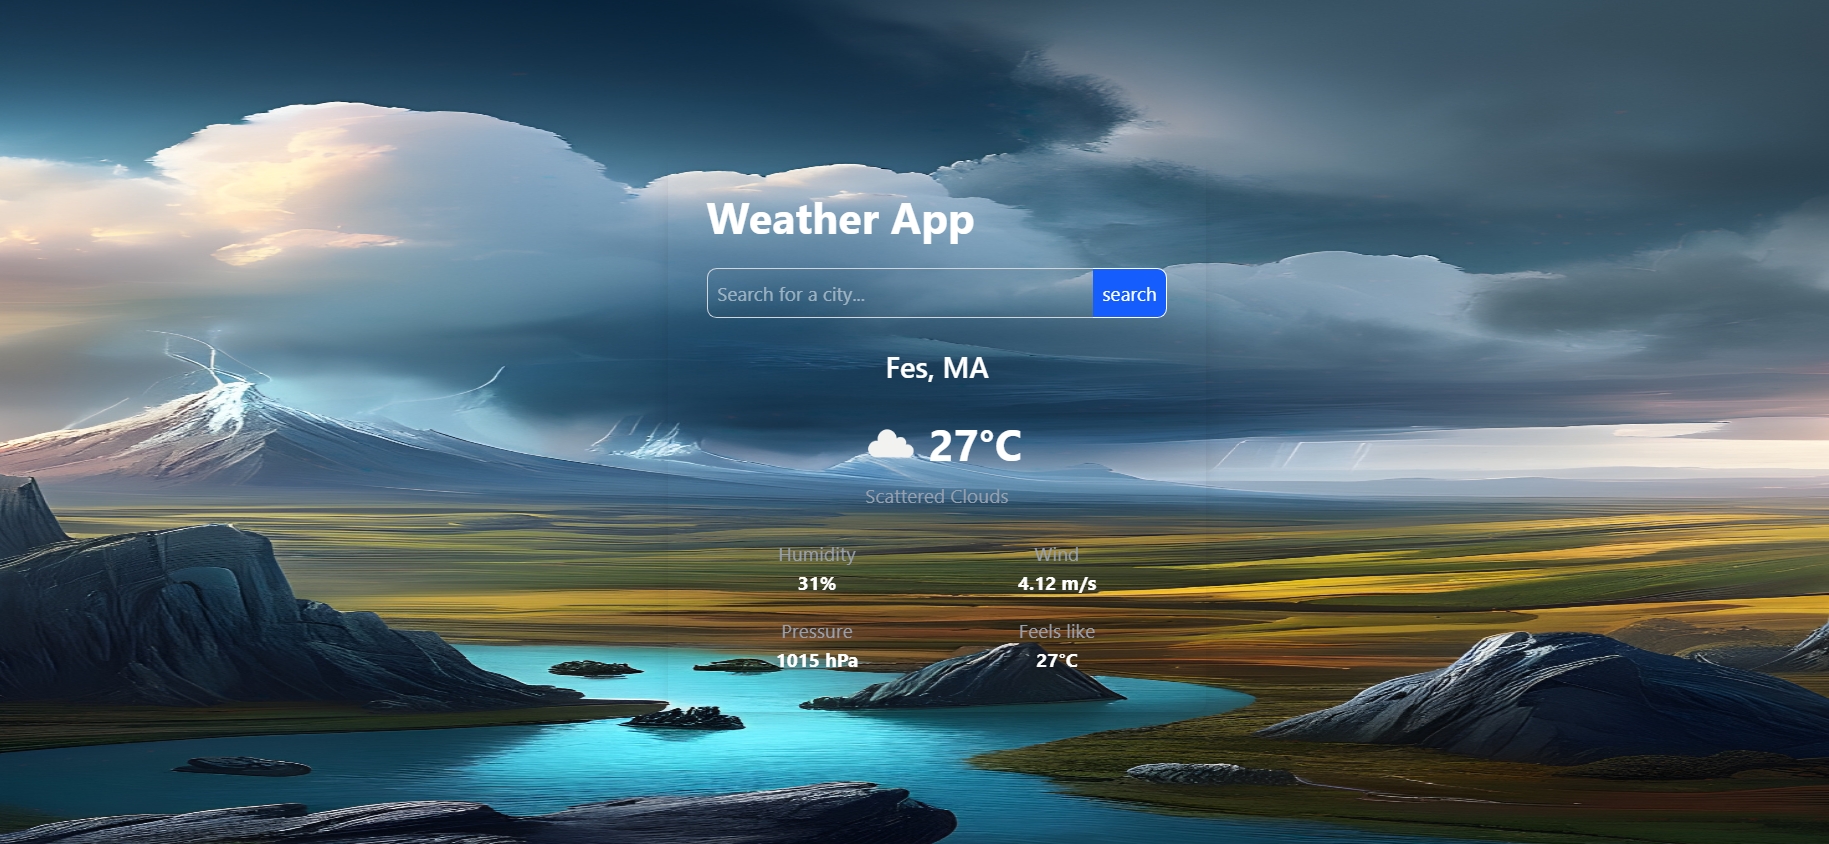 Weather App
Search for a city...
search
Fes, MA
27°C
Scattered Clouds
Humidity
Wind
31%
4.12 m/s
Pressure
Feels like
1015 hPa
27°C